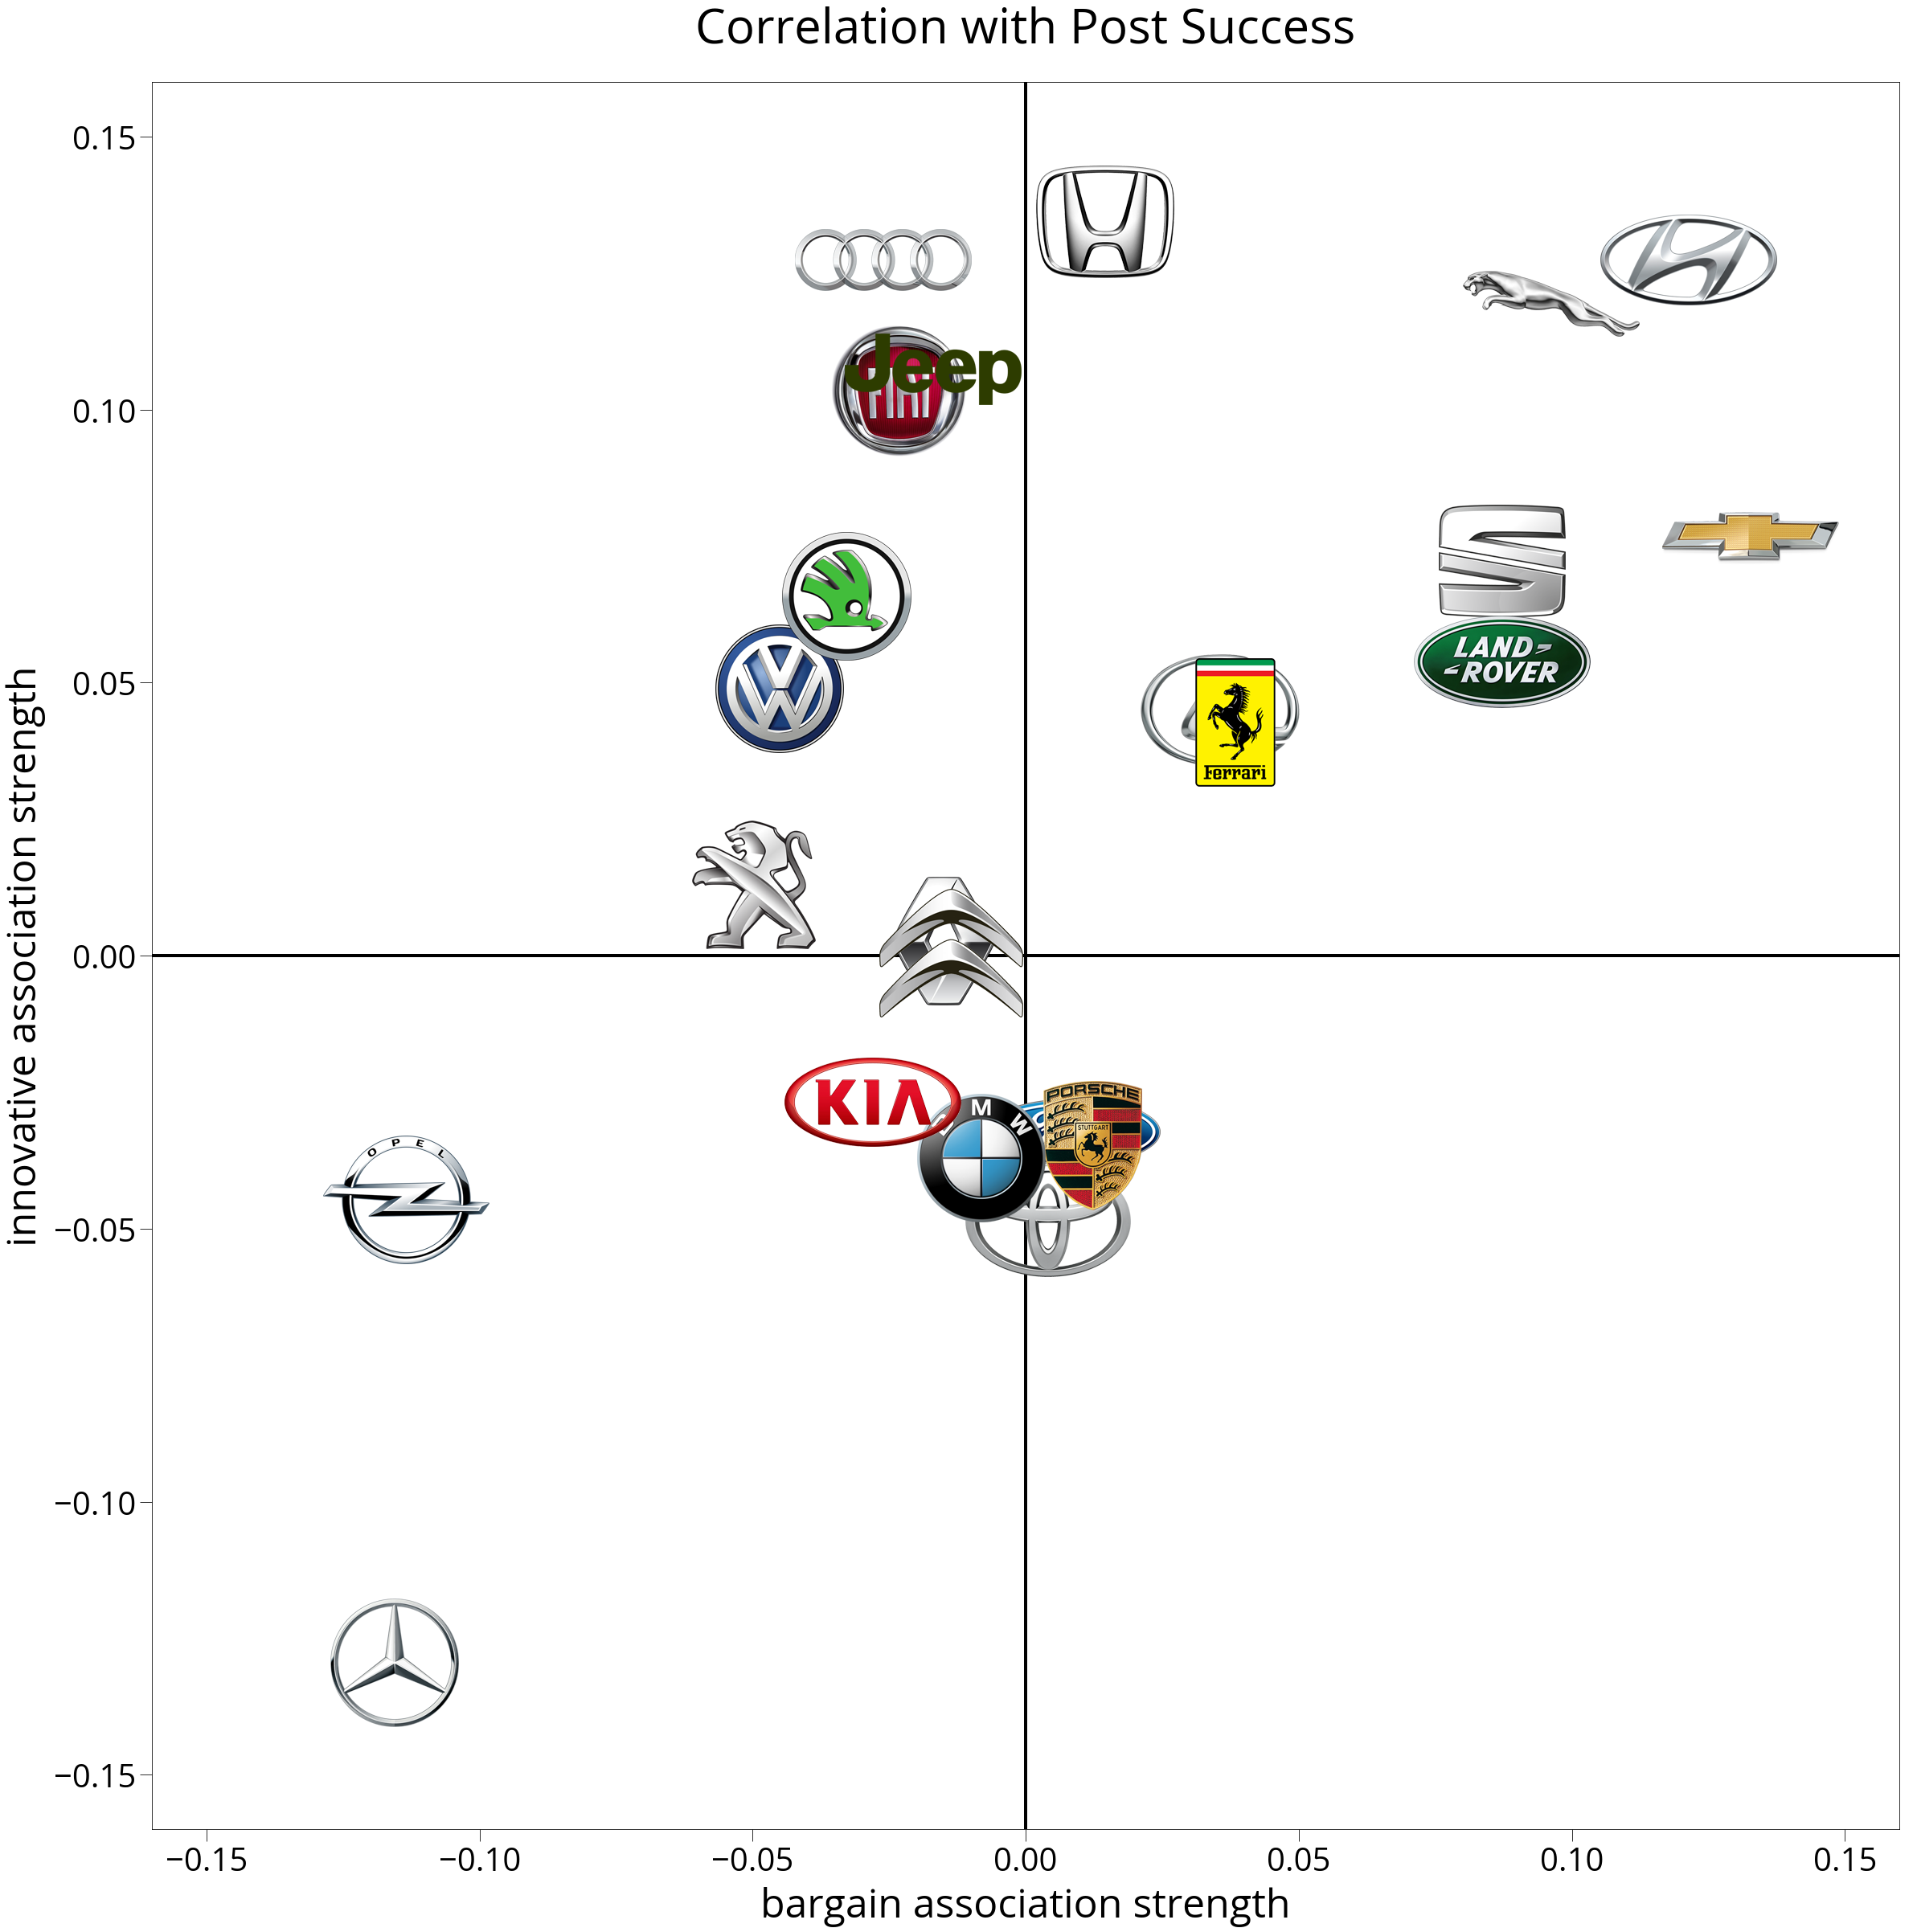 Correlation with Post Success
0.15
Jeep
FIAT
0.10
LAND-
ROVER
0.05
Ferrari
innovative association strength
0.00
KIA
M W
PORSCHE
STUTTGART
OPEL
−0.05
−0.10
−0.15
−0.15 −0.10 −0.05 0.00 0.05 0.10 0.15
bargain association strength